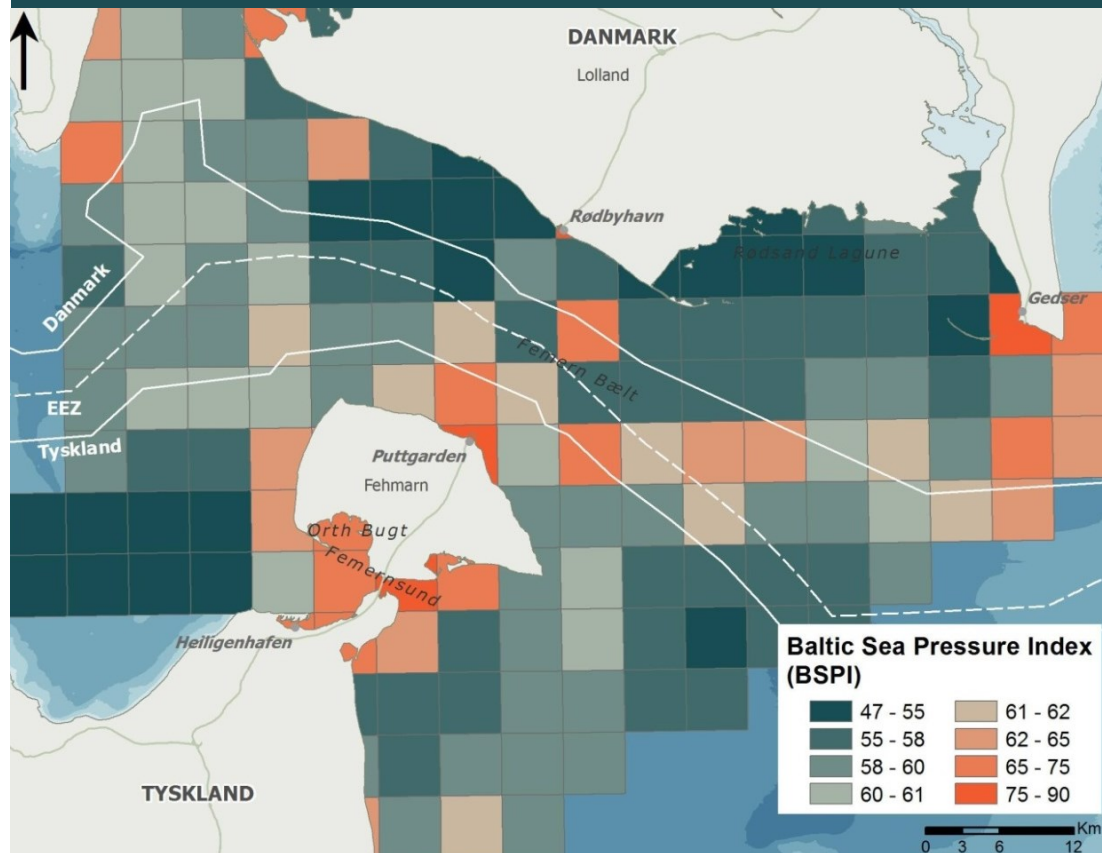 DANMARK
Lolland
Rødbyhavn
Rødsand Lagune
Danmark
Gedser
Femern Bælt
EEZ
Tyskland
Puttgarden
Fehmarn
Orth Bugt
Femernsund
Heiligenhafen
TYSKLAND
Baltic Sea Pressure Index
(BSPI)
47 - 55
55 - 58
58 - 60
60 - 61
61 - 62
62 - 65
65 - 75
75 - 90
Km
0 3 6 12